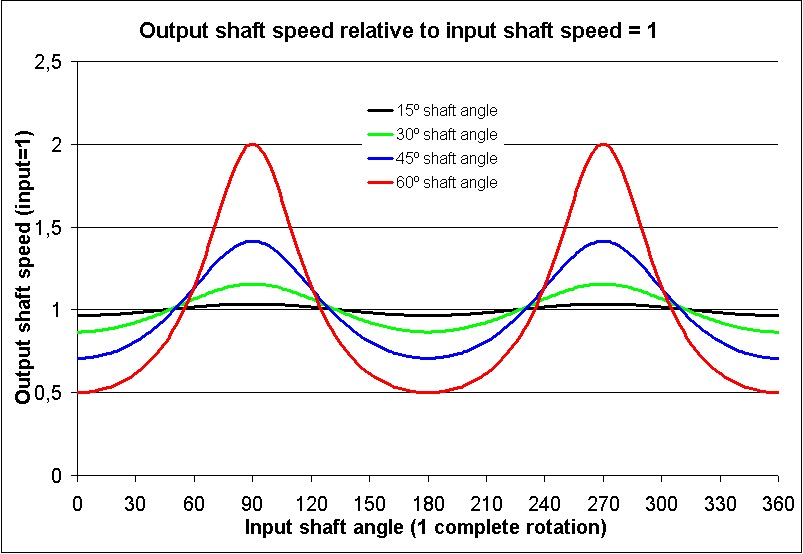 Output shaft speed relative to input shaft speed = 1
2,5
2
1,5
1
0,5
0
Output shaft speed (input=1)
15º shaft angle
30º shaft angle
45º shaft angle
60º shaft angle
0 30 60 90 120 150 180 210 240 270 300 330 360
Input shaft angle (1 complete rotation)